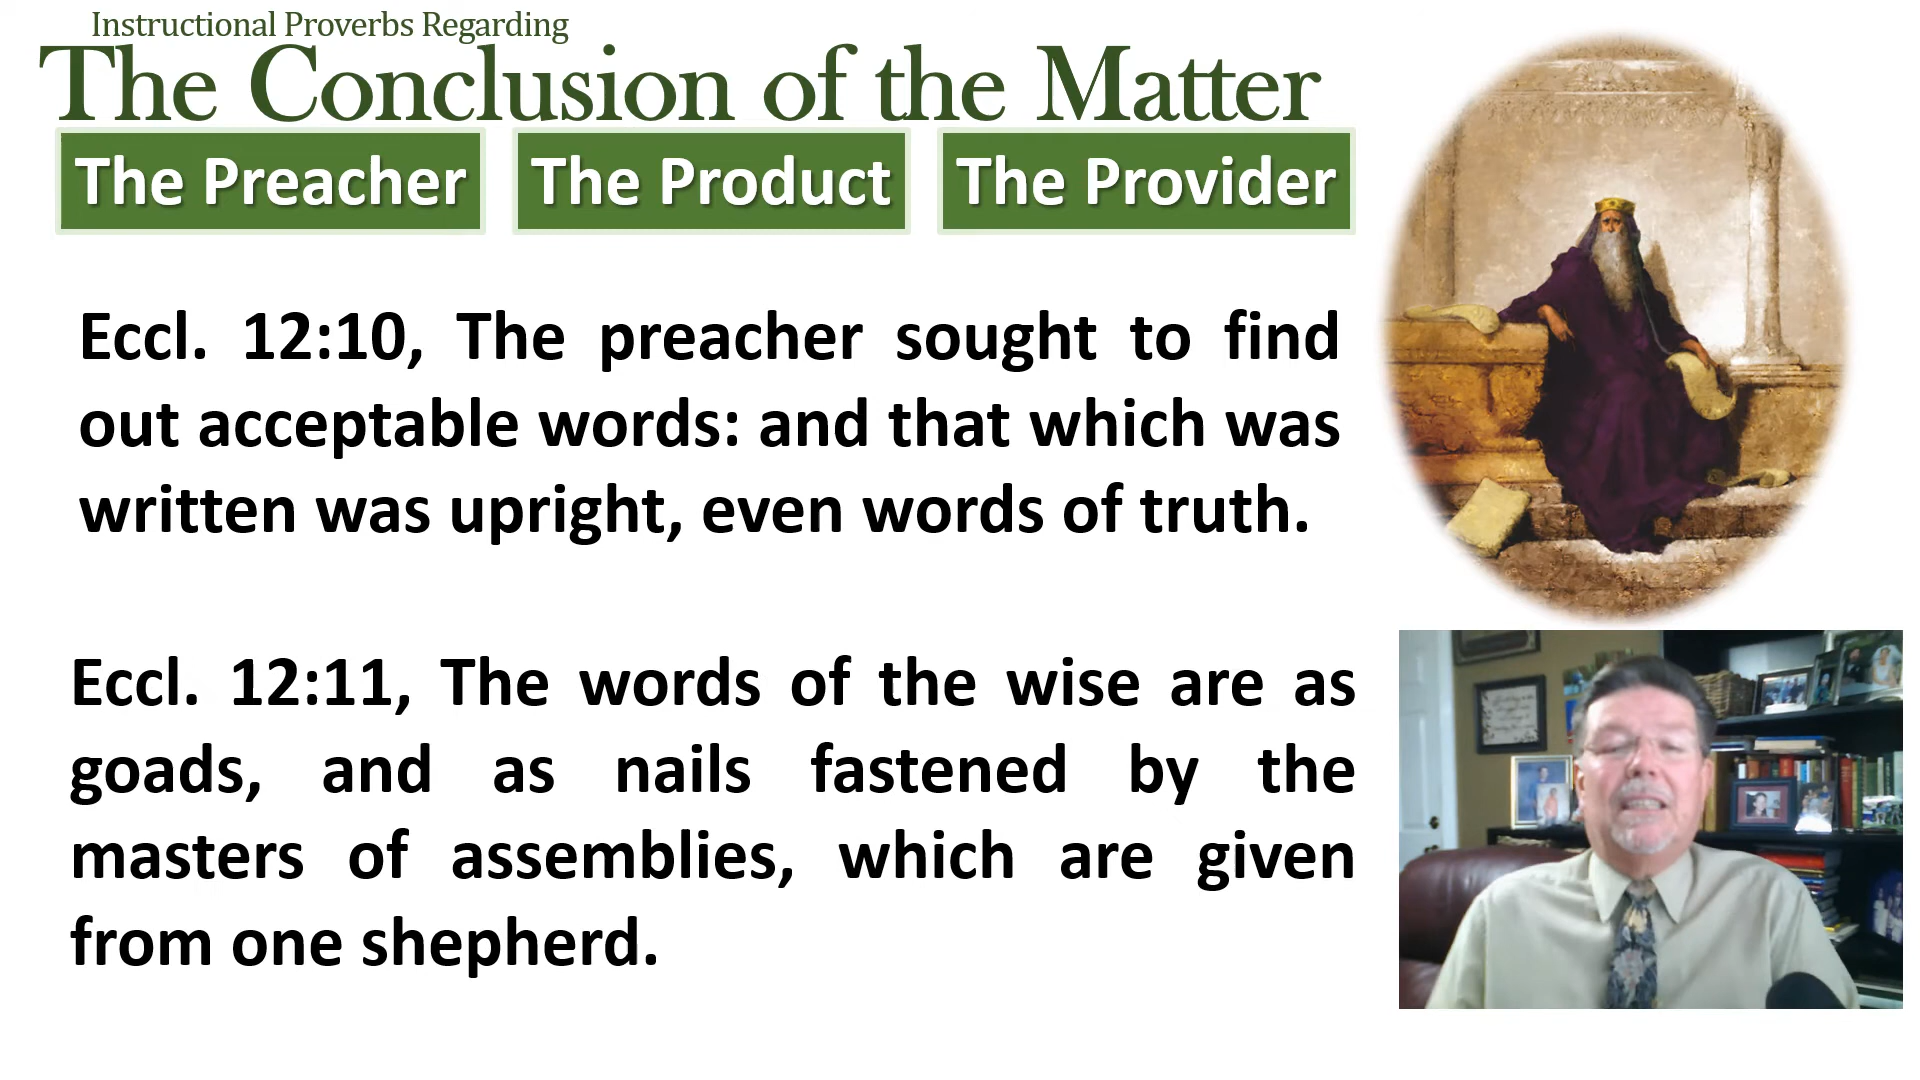 Instructional Proverbs Regarding
The Conclusion of the Matter
The Preacher
The Product
The Provider
Eccl. 12:10, The preacher sought to find
out acceptable words: and that which was
written was upright, even words of truth.
Eccl. 12:11, The words of the wise are as
goads, and as nails fastened by the
masters of assemblies, which are given
from one shepherd.